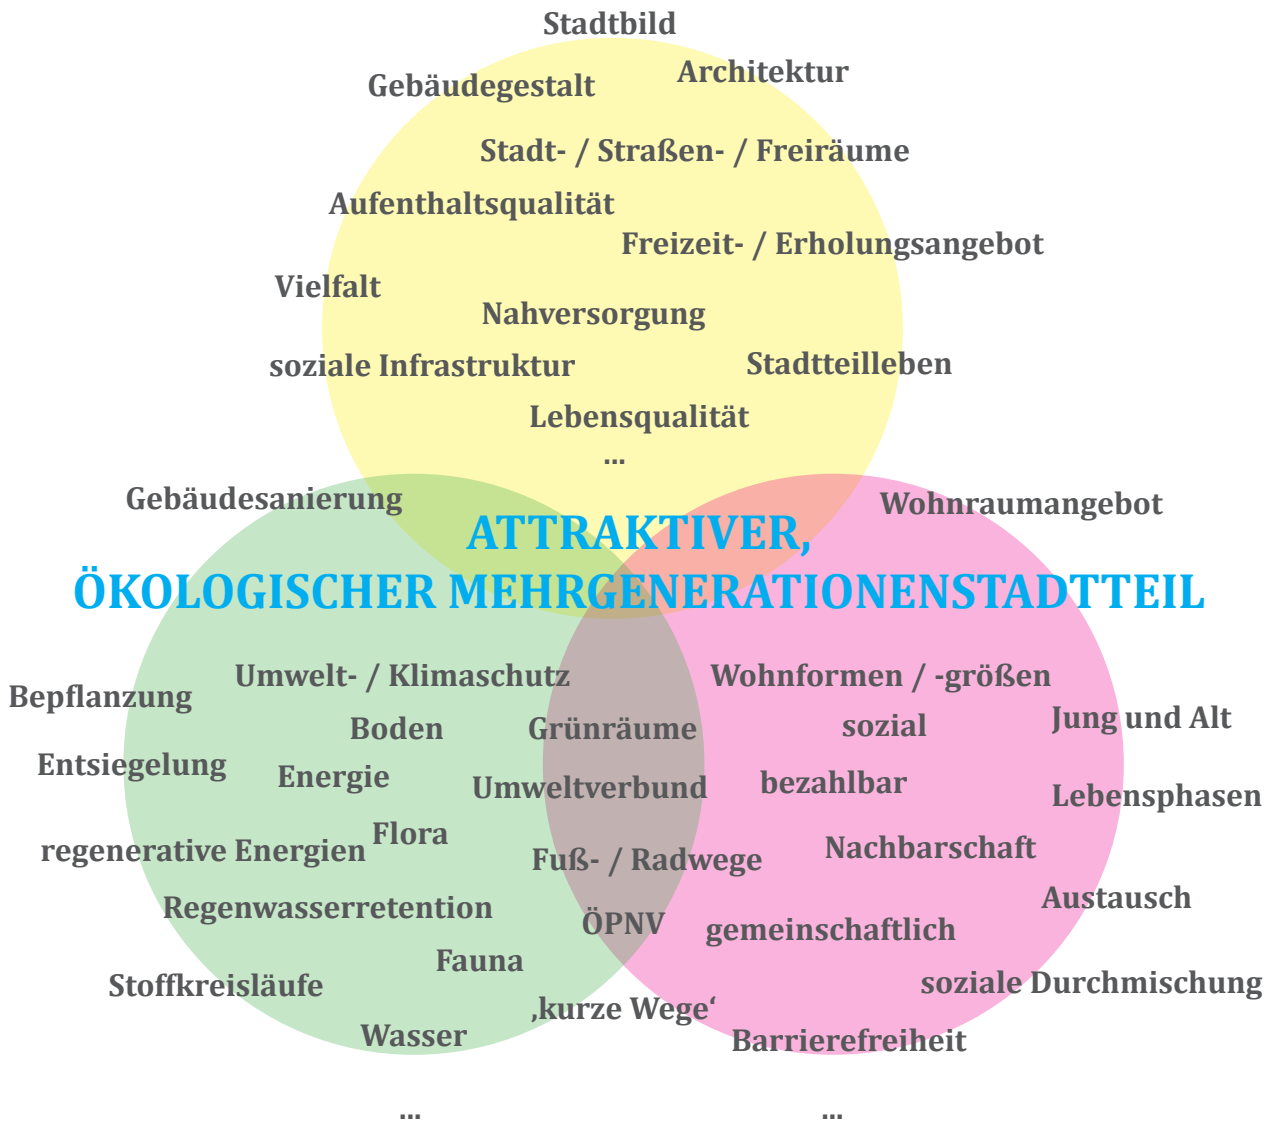 Stadtbild
Architektur
Gebäudegestalt
Stadt- / Straßen- / Freiräume
Aufenthaltsqualität
Freizeit- / Erholungsangebot
Vielfalt
Nahversorgung
soziale Infrastruktur
Stadtteilleben
Lebensqualität
...
Gebäudesanierung
Wohnraumangebot
ATTRAKTIVER,
ÖKOLOGISCHER MEHRGENERATIONENSTADTTEIL
Umwelt- / Klimaschutz
Wohnformen / -größen
Bepflanzung
Boden
Grünräume
sozial
Jung und Alt
Entsiegelung
Energie
Umweltverbund
bezahlbar
Lebensphasen
regenerative Energien
Flora
Fuß- / Radwege
Nachbarschaft
Austausch
Regenwasserretention
ÖPNV
gemeinschaftlich
Fauna
Stoffkreisläufe
soziale Durchmischung
‚kurze Wege‘
Wasser
Barrierefreiheit
...
...